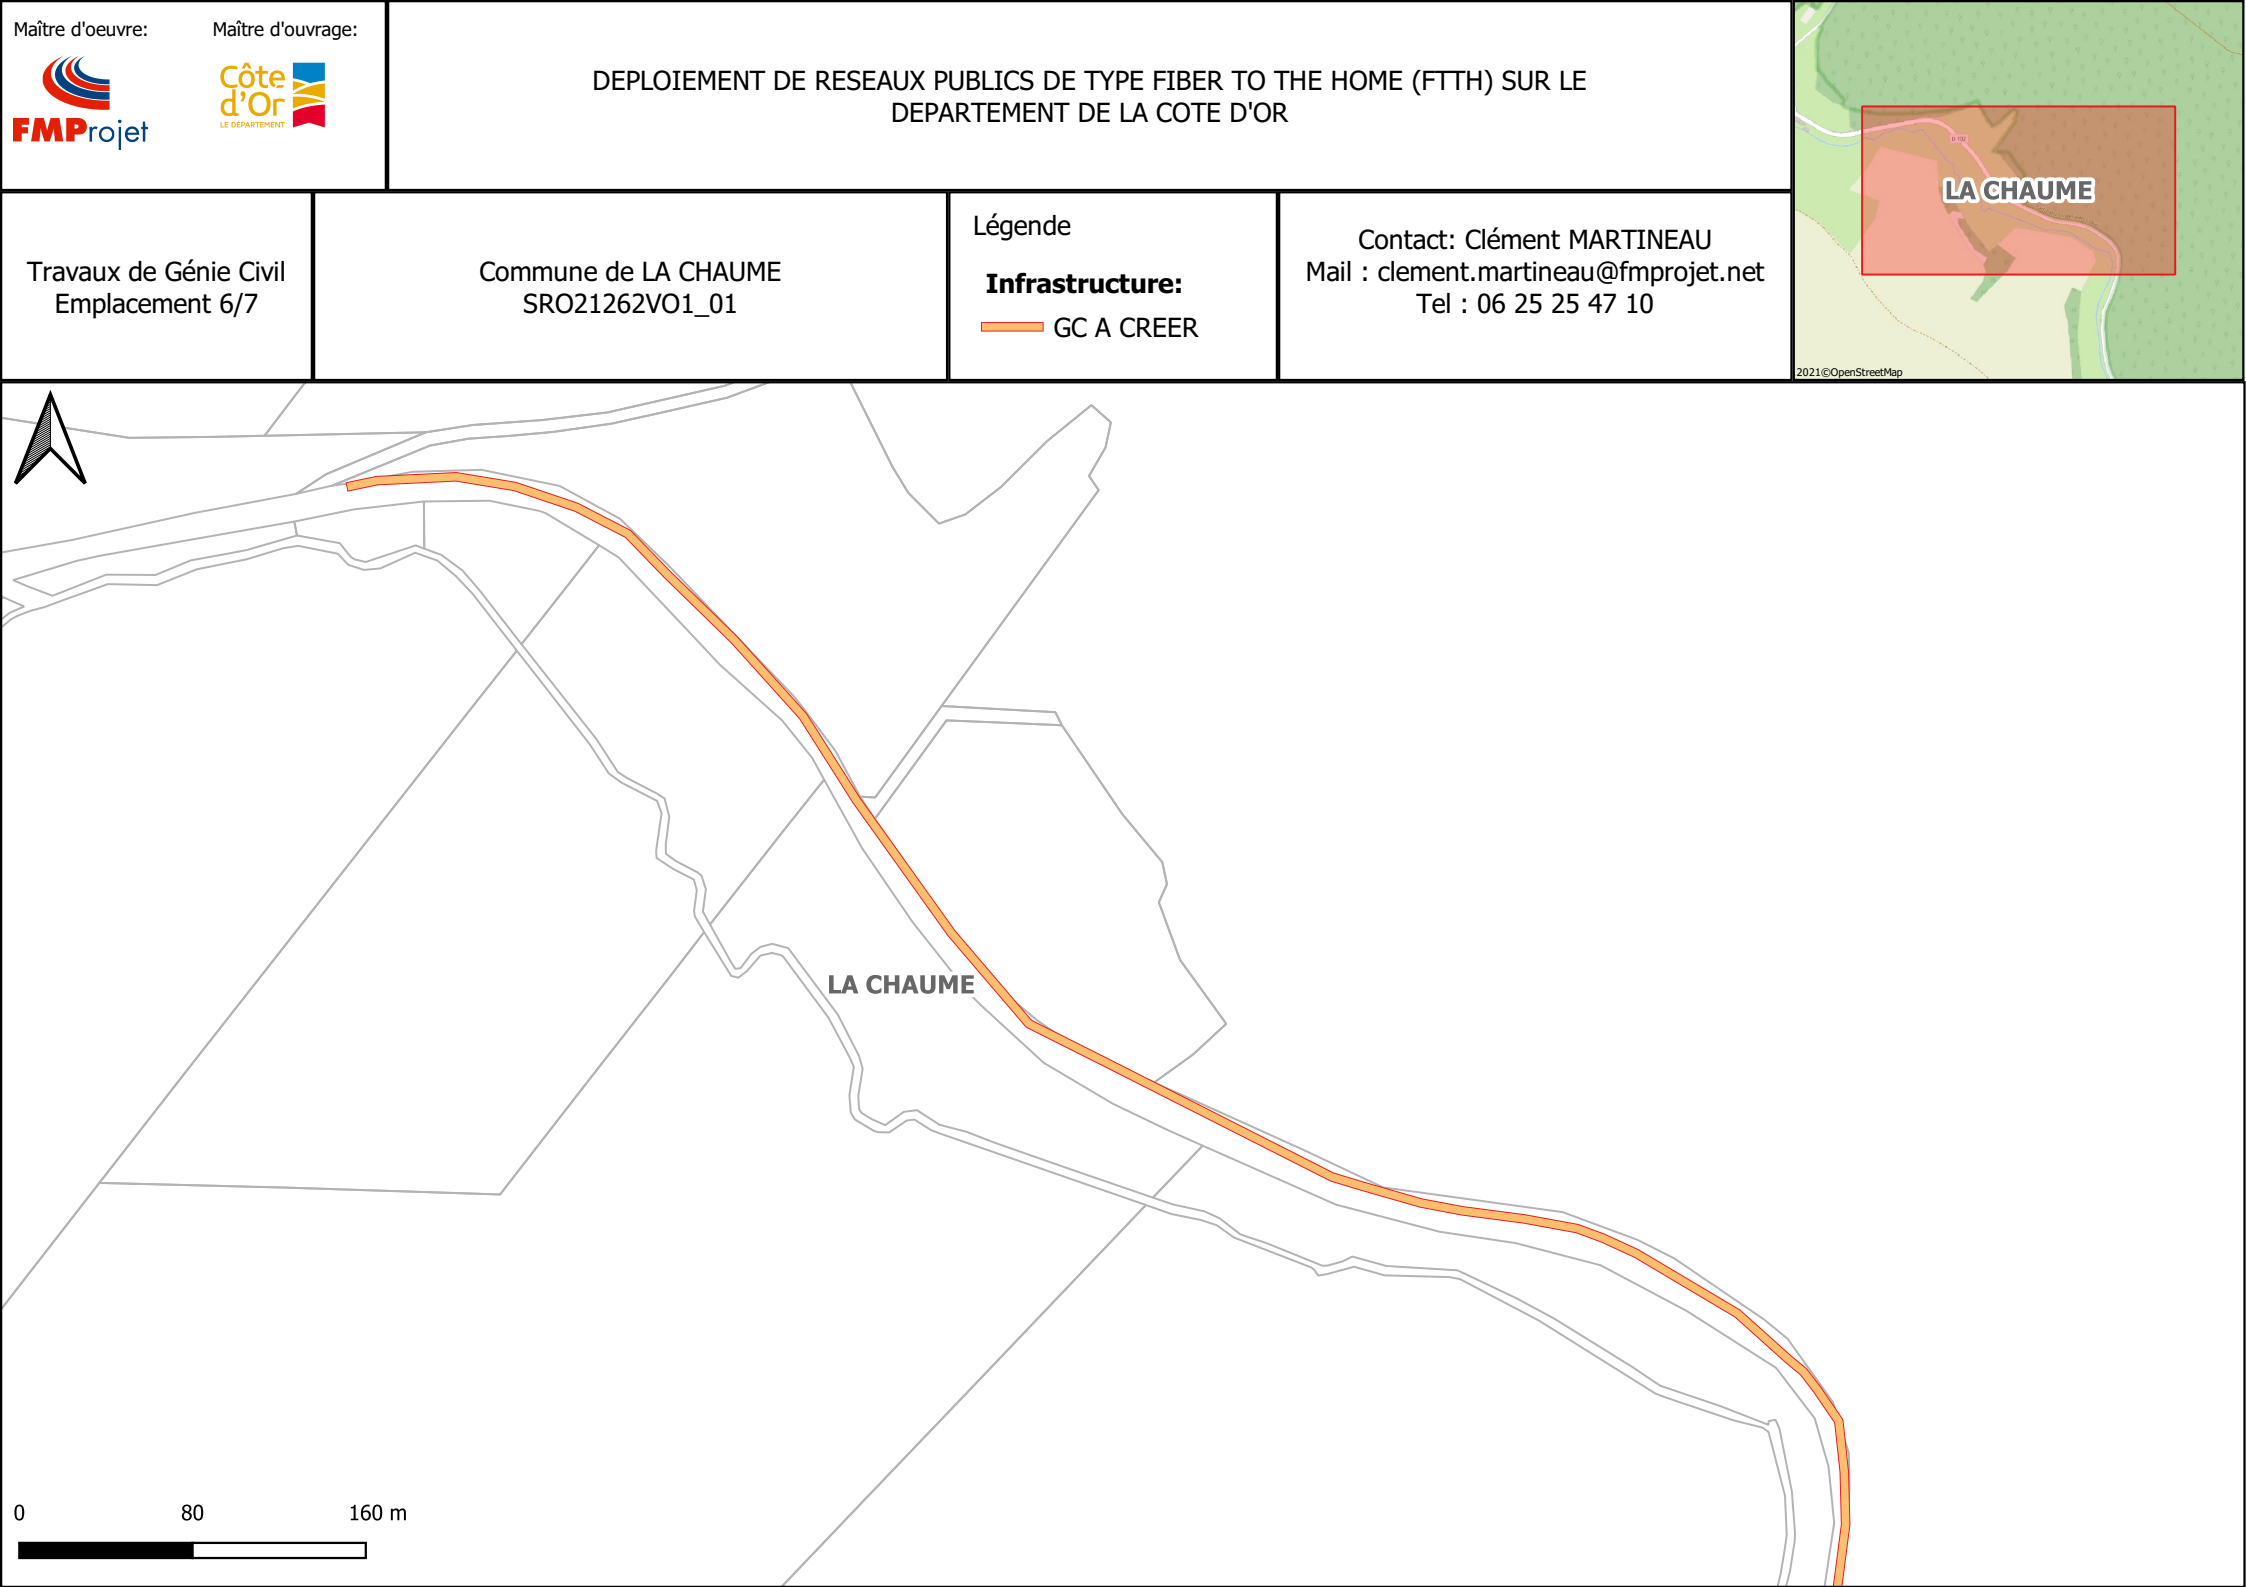 Maître d'oeuvre:
Maître d'ouvrage:
FMProjet
Côte
d'Or
LE DÉPARTEMENT
DEPLOIEMENT DE RESEAUX PUBLICS DE TYPE FIBER TO THE HOME (FTTH) SUR LE
DEPARTEMENT DE LA COTE D'OR
D 102
LA CHAUME
2021©OpenStreetMap
Travaux de Génie Civil
Emplacement 6/7
Commune de LA CHAUME
SRO21262VO1_01
Légende
Infrastructure:
GC A CREER
Contact: Clément MARTINEAU
Mail : clement.martineau@fmprojet.net
Tel : 06 25 25 47 10
LA CHAUME
0 80 160 m